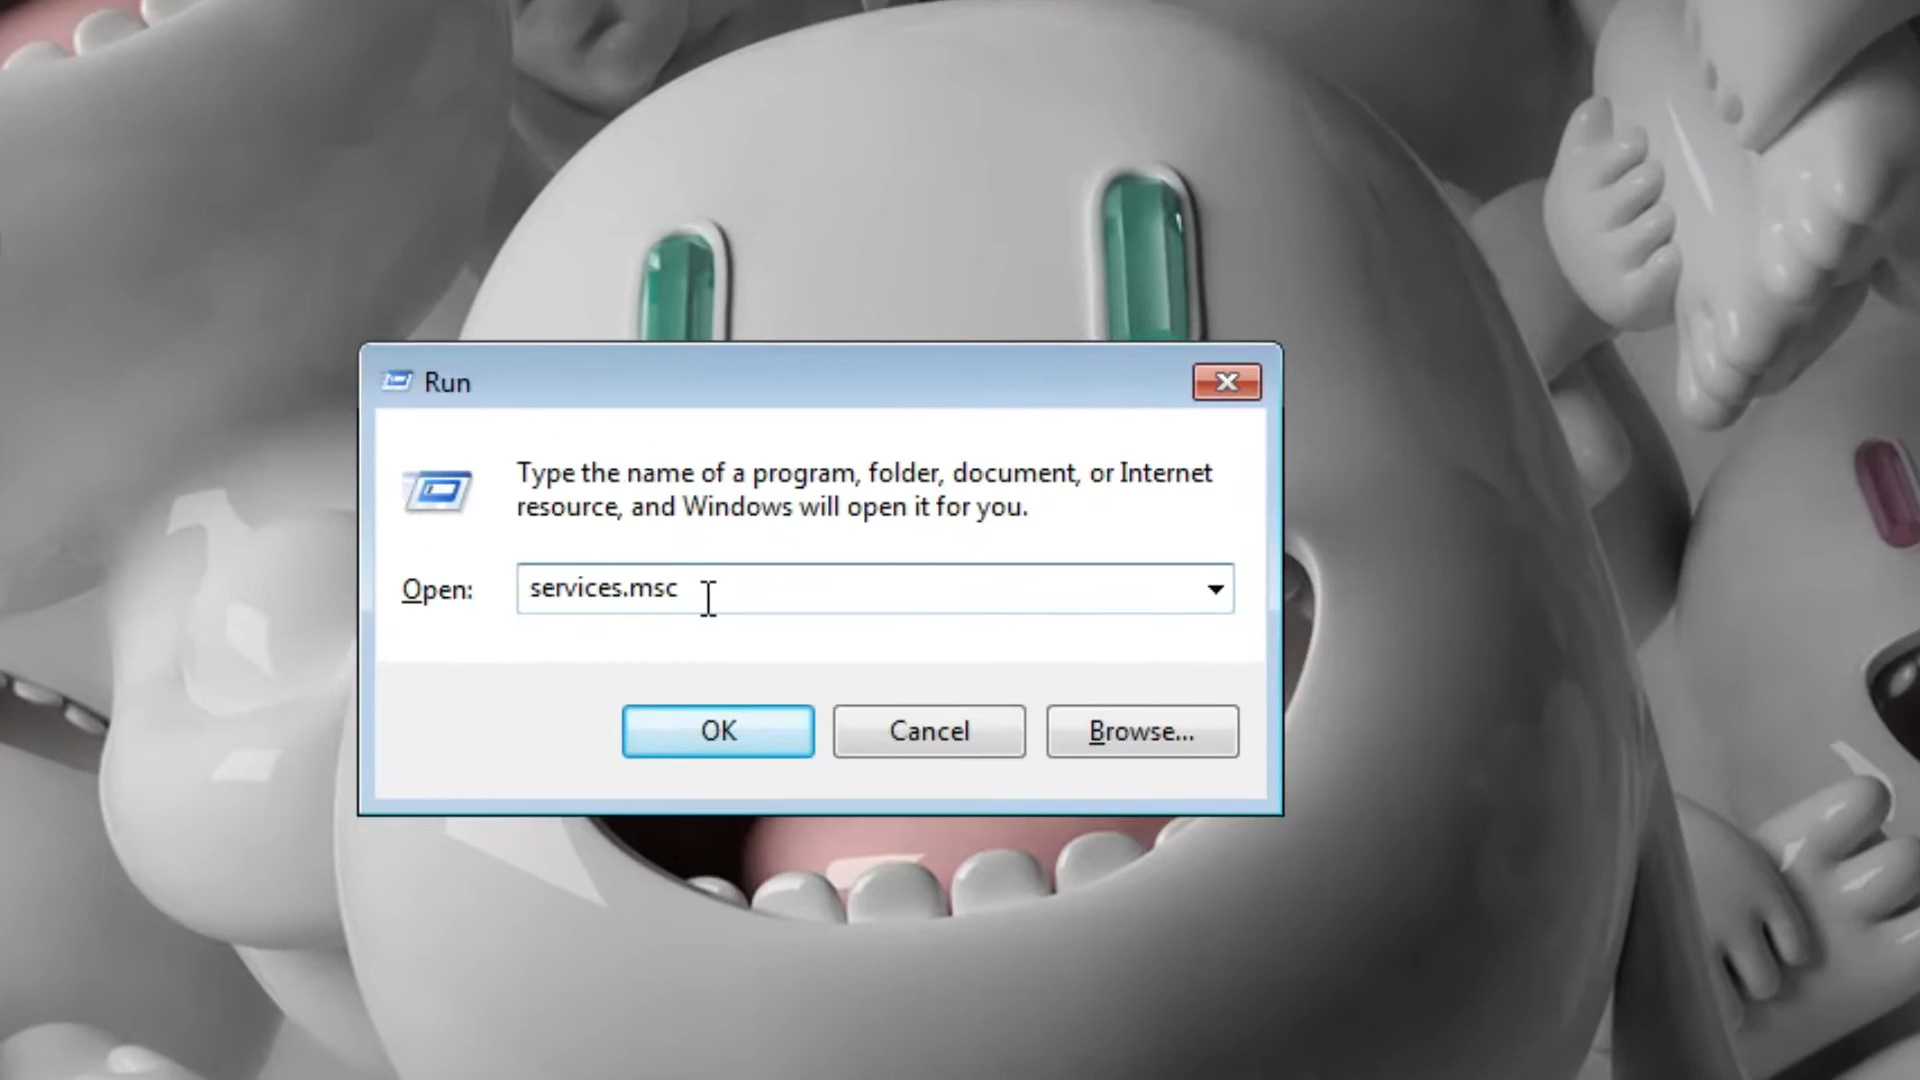 Run
Type the name of a program, folder, document, or Internet
resource, and Windows will open it for you.
Open: services.msc
OK Cancel Browse...